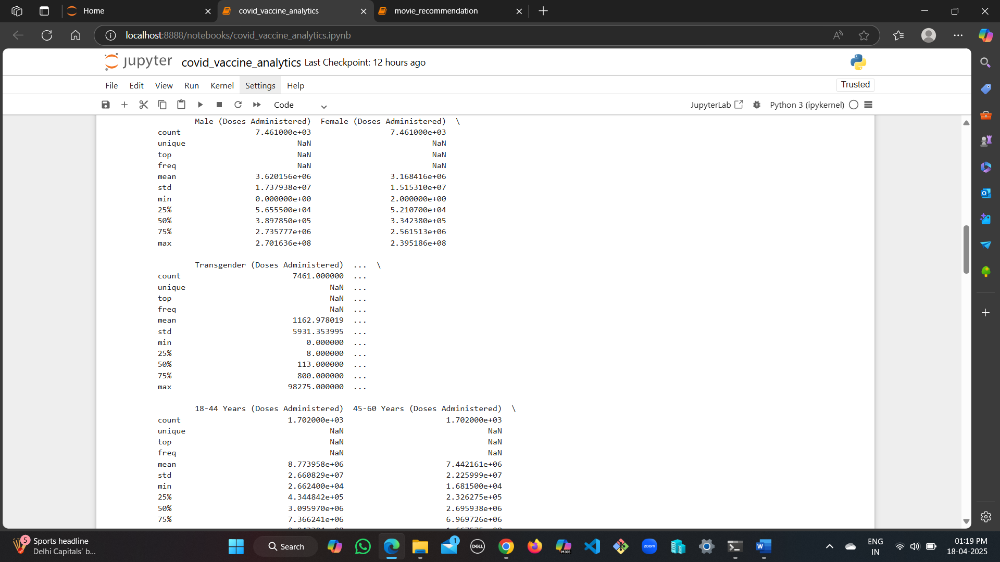 Home
covid_vaccine_analytics
movie_recommendation
localhost:8888/notebooks/covid_vaccine_analytics.ipynb
jupyter covid_vaccine_analytics Last Checkpoint: 12 hours ago
File Edit View Run Kernel Settings Help
Trusted
Code
JupyterLab
Python 3 (ipykernel)
Male (Doses Administered)  Female (Doses Administered)  \
count 7.461000e+03 7.461000e+03
unique NaN NaN
top NaN NaN
freq NaN NaN
mean 3.620156e+06 3.168416e+06
std 1.737938e+07 1.515310e+07
min 0.000000e+00 2.000000e+00
25% 5.655500e+04 5.210700e+04
50% 3.897850e+05 3.342380e+05
75% 2.735777e+06 2.561513e+06
max 2.701636e+08 2.395186e+08
Transgender (Doses Administered)  ...  \
count 7461.000000 ...
unique NaN ...
top NaN ...
freq NaN ...
mean 1162.978019 ...
std 5931.353995 ...
min 0.000000 ...
25% 8.000000 ...
50% 113.000000 ...
75% 800.000000 ...
max 98275.000000 ...
18-44 Years (Doses Administered)  45-60 Years (Doses Administered)  \
count 1.702000e+03 1.702000e+03
unique NaN NaN
top NaN NaN
freq NaN NaN
mean 8.773958e+06 7.442161e+06
std 2.660829e+07 2.225999e+07
min 2.662400e+04 1.681500e+04
25% 4.344842e+05 2.326275e+05
50% 3.095970e+06 2.695938e+06
75% 7.366241e+06 6.969726e+06
5
Sports headline
Delhi Capitals' b...
Search
M365
1
DELL
zoom
W
ENG
IN
01:19 PM
18-04-2025